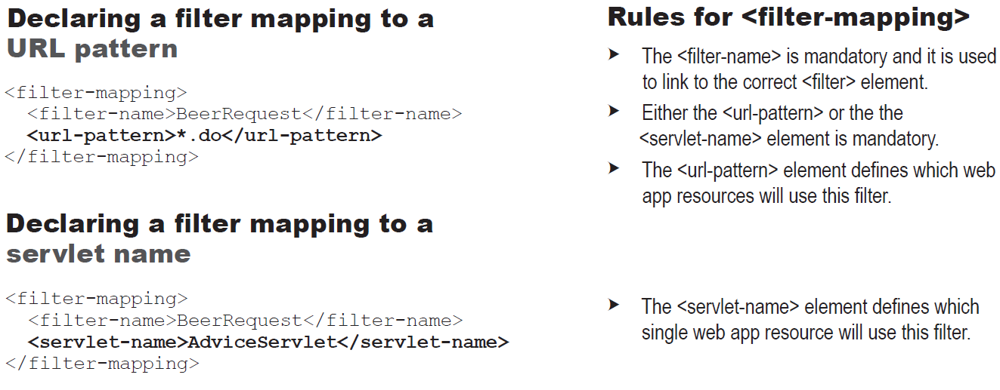 Declaring a filter mapping to a
URL pattern
<filter-mapping>
  <filter-name>BeerRequest</filter-name>
  <url-pattern>*.do</url-pattern>
</filter-mapping>
Declaring a filter mapping to a
servlet name
<filter-mapping>
  <filter-name>BeerRequest</filter-name>
  <servlet-name>AdviceServlet</servlet-name>
</filter-mapping>
Rules for <filter-mapping>
➤ The <filter-name> is mandatory and it is used
to link to the correct <filter> element.
➤ Either the <url-pattern> or the the
<servlet-name> element is mandatory.
➤ The <url-pattern> element defines which web
app resources will use this filter.
➤ The <servlet-name> element defines which
single web app resource will use this filter.